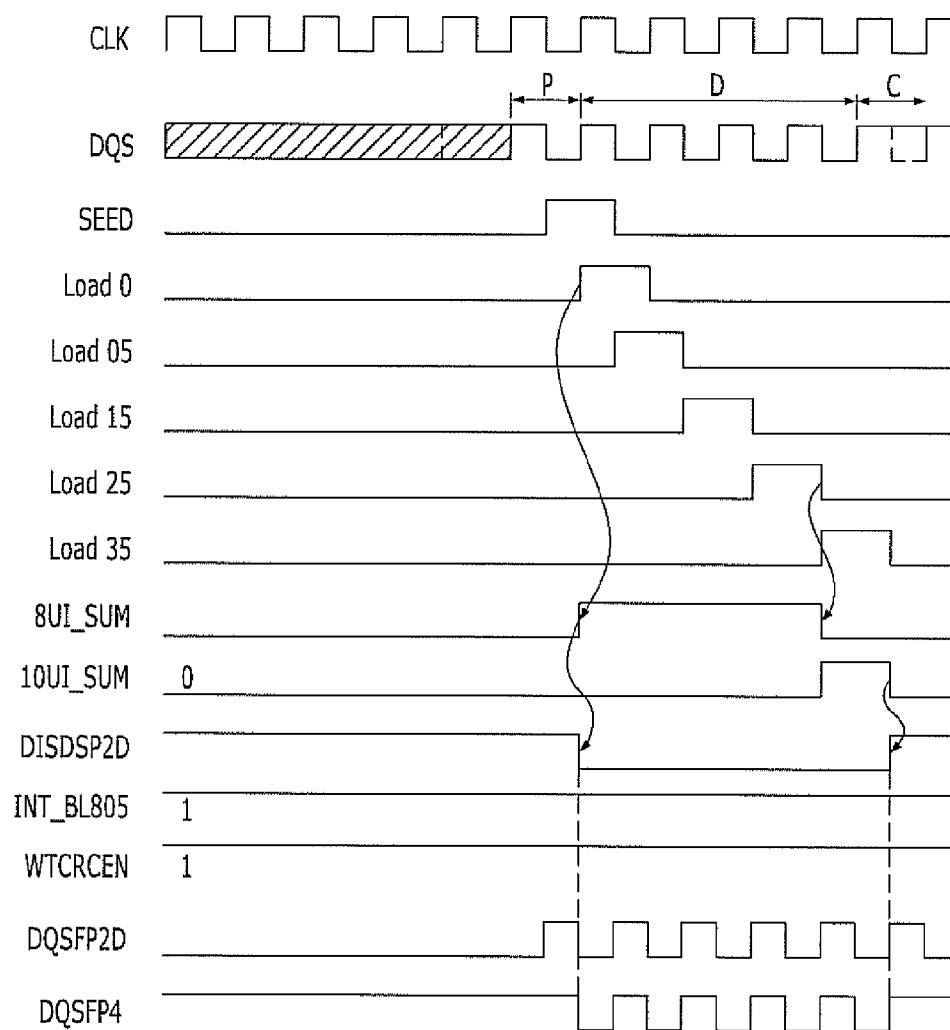 CLK
P D C
DQS
SEED
Load 0
Load 05
Load 15
Load 25
Load 35
8UI_SUM
10UI_SUM 0
DISDSP2D
INT_BL805 1
WTCRCEN 1
DQSFP2D
DQSFP4